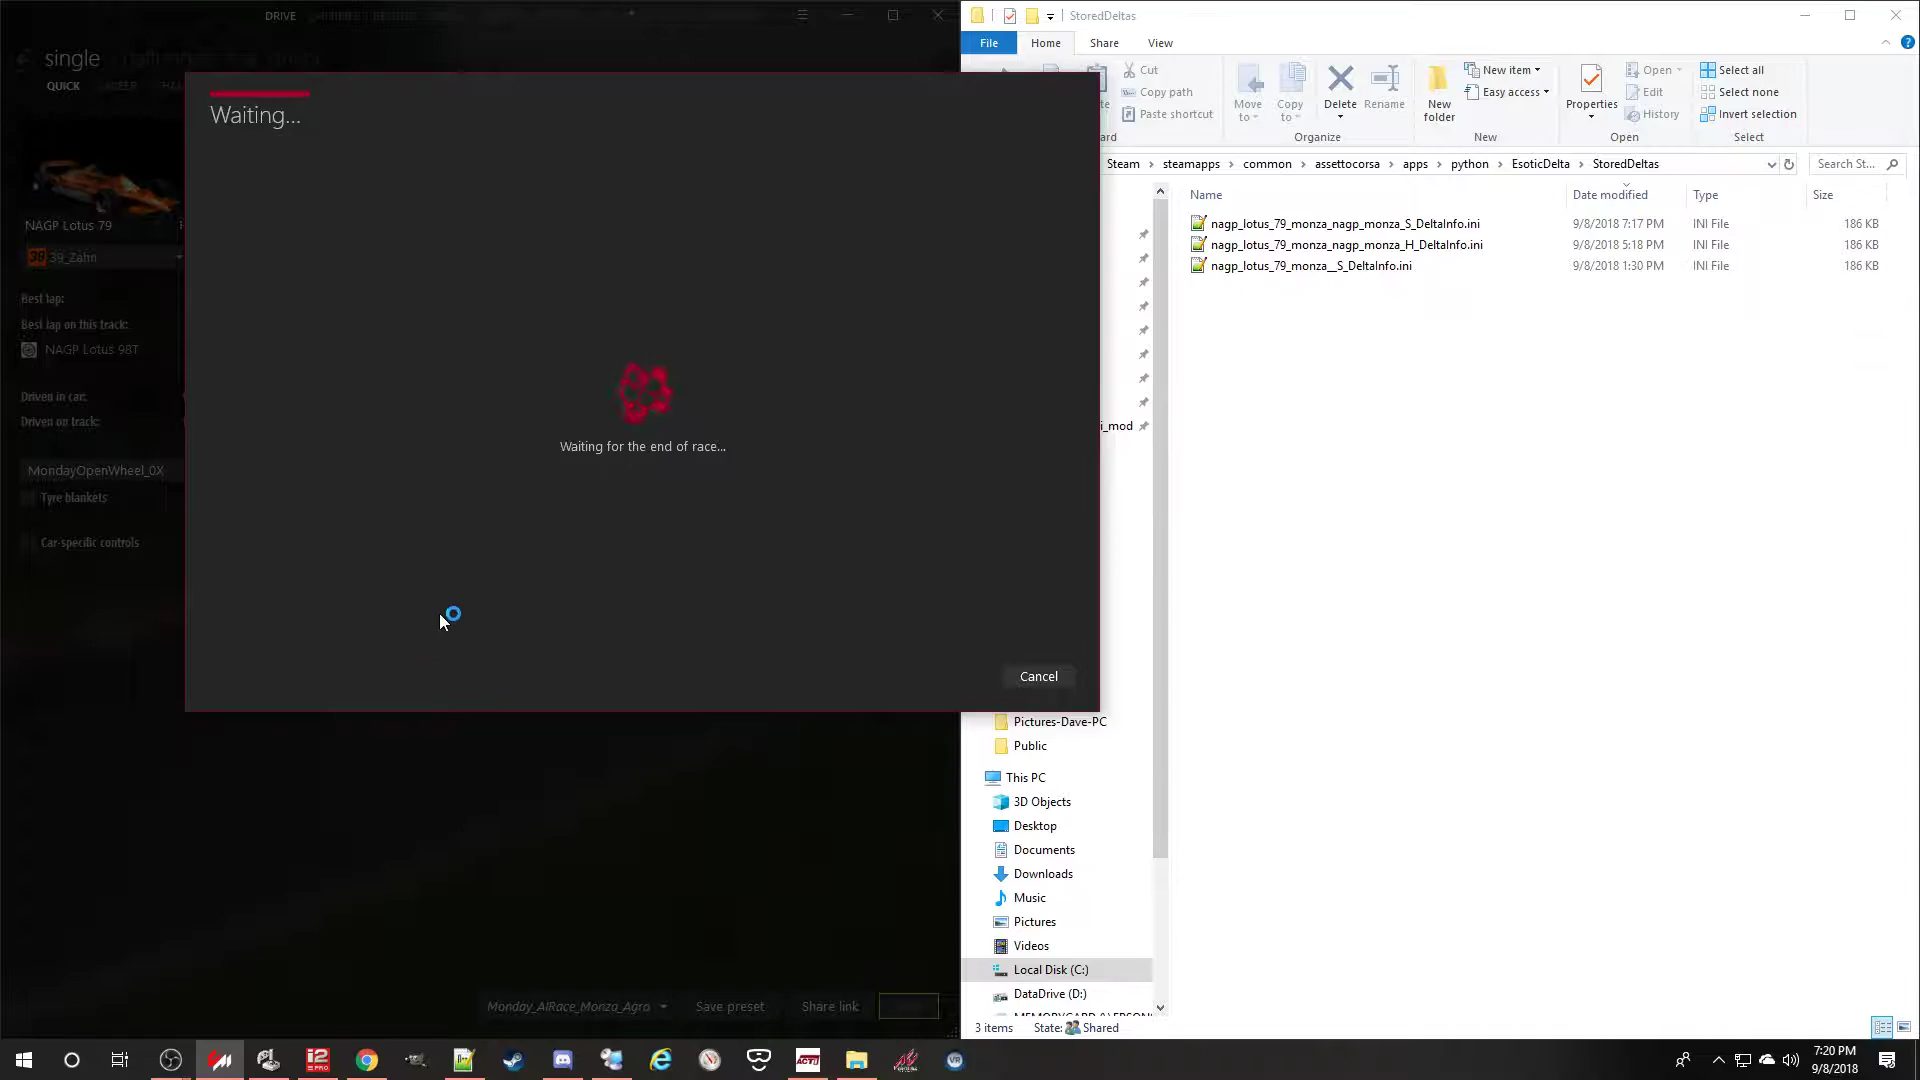 DRIVE
single
QUICK
NAGP Lotus 79
39 39_Zahn
Best lap:
Best lap on this track:
NAGP Lotus 98T
Driven in car:
Driven on track:
MondayOpenWheel_0X
Tyre blankets
Car-specific controls
Waiting...
Waiting for the end of race...
Cancel
Monday_AIRace_Monza_Agro
Save preset
Share link
StoredDeltas
File
Home
Share
View
Cut
Copy path
Paste shortcut
Move to
Copy to
Delete
Rename
Organize
New folder
New item
Easy access
New
Properties
Open
Edit
History
Open
Select all
Select none
Invert selection
Select
Steam > steamapps > common > assettocorsa > apps > python > EsoticDelta > StoredDeltas
Search St...
Name
Date modified
Type
Size
nagp_lotus_79_monza_nagp_monza_S_DeltaInfo.ini 9/8/2018 7:17 PM INI File 186 KB
nagp_lotus_79_monza_nagp_monza_H_DeltaInfo.ini 9/8/2018 5:18 PM INI File 186 KB
nagp_lotus_79_monza__S_DeltaInfo.ini 9/8/2018 1:30 PM INI File 186 KB
i_mod
Pictures-Dave-PC
Public
This PC
3D Objects
Desktop
Documents
Downloads
Music
Pictures
Videos
Local Disk (C:)
DataDrive (D:)
3 items
State: Shared
7:20 PM
9/8/2018